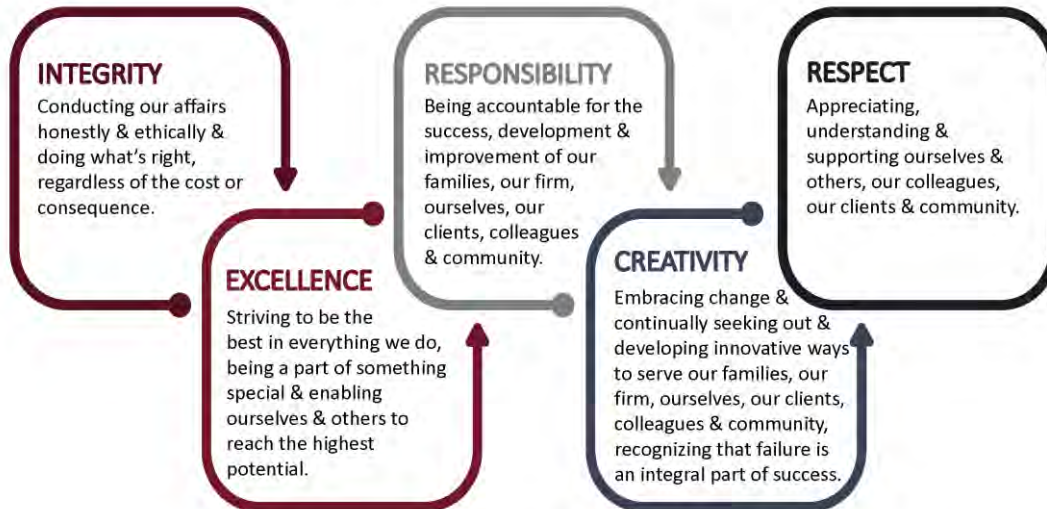 INTEGRITY
Conducting our affairs
honestly & ethically &
doing what's right,
regardless of the cost or
consequence.
EXCELLENCE
Striving to be the
best in everything we do,
being a part of something
special & enabling
ourselves & others to
reach the highest
potential.
RESPONSIBILITY
Being accountable for the
success, development &
improvement of our
families, our firm,
ourselves, our
clients, colleagues
& community.
CREATIVITY
Embracing change &
continually seeking out &
developing innovative ways
to serve our families, our
firm, ourselves, our clients,
colleagues & community,
recognizing that failure is
an integral part of success.
RESPECT
Appreciating,
understanding &
supporting ourselves &
others, our colleagues,
our clients & community.